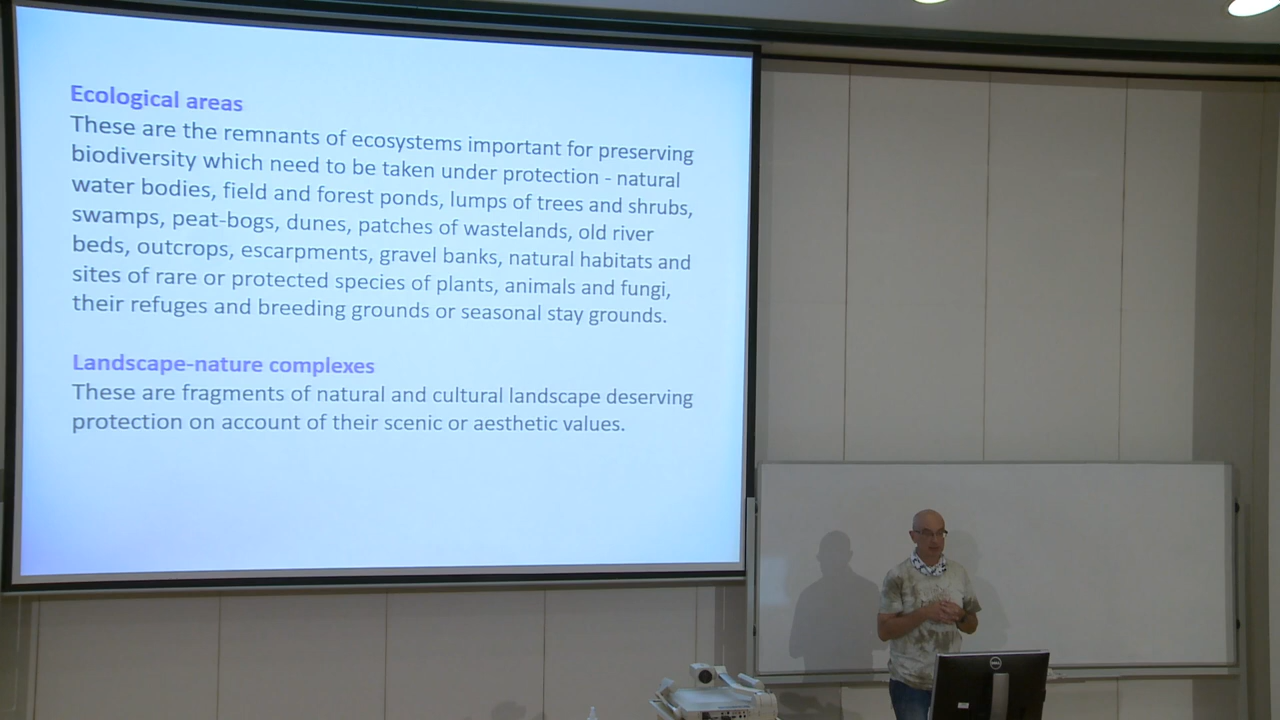 Ecological areas
These are the remnants of ecosystems important for preserving
biodiversity which need to be taken under protection - natural
water bodies, field and forest ponds, lumps of trees and shrubs,
swamps, peat-bogs, dunes, patches of wastelands, old river
beds, outcrops, escarpments, gravel banks, natural habitats and
sites of rare or protected species of plants, animals and fungi,
their refuges and breeding grounds or seasonal stay grounds.
Landscape-nature complexes
These are fragments of natural and cultural landscape deserving
protection on account of their scenic or aesthetic values.
DELL